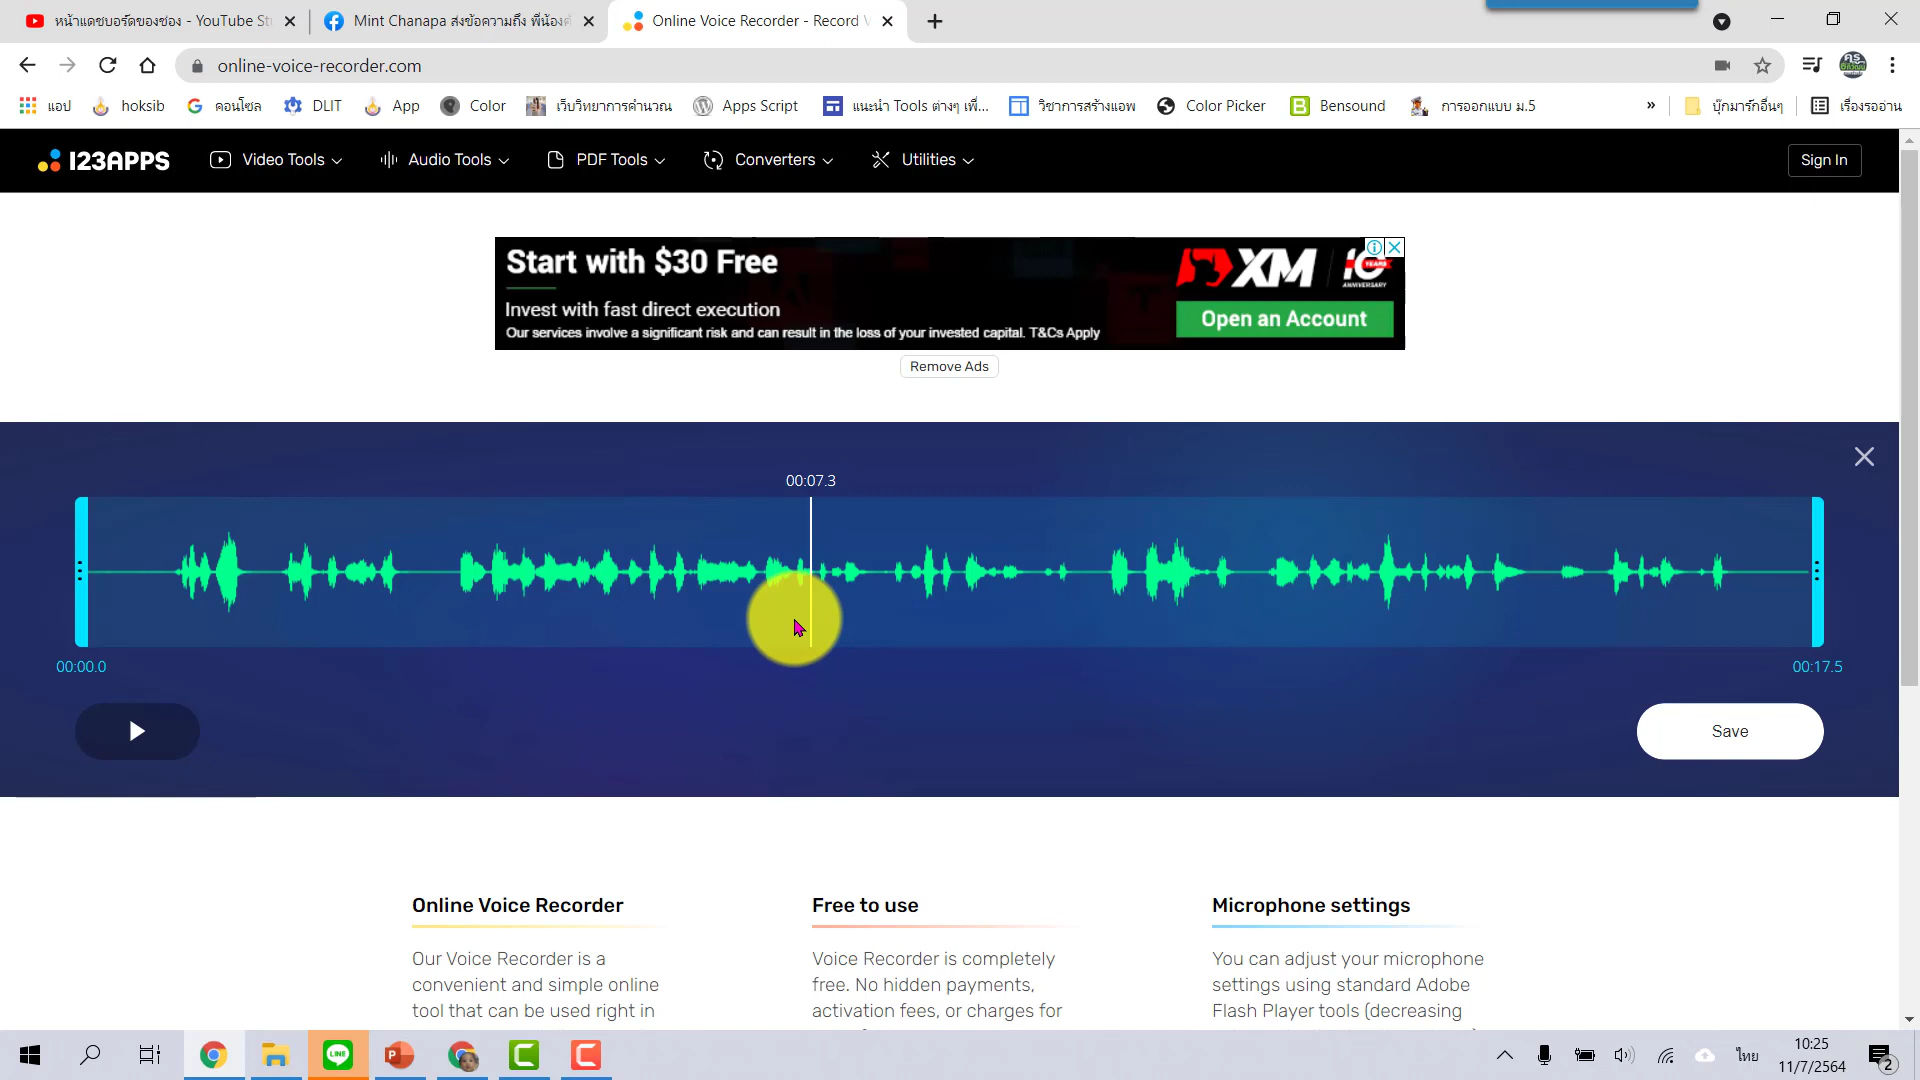 หน้าแดชบอร์ดของช่อง - YouTube St
Mint Chanapa ส่งข้อความถึง พี่น้อง
Online Voice Recorder - Record V
online-voice-recorder.com
แอป
hoksib
คอนโซล
DLIT
App
Color
เว็บวิทยาการคำนวณ
Apps Script
แนะนำ Tools ต่างๆ เพื่...
วิชาการสร้างแอพ
Color Picker
Bensound
การออกแบบ ม.5
»
บุ๊กมาร์กอื่นๆ
เรื่องรออ่าน
123APPS
Video Tools
Audio Tools
PDF Tools
Converters
Utilities
Sign In
Start with $30 Free
Invest with fast direct execution
Our services involve a significant risk and can result in the loss of your invested capital. T&Cs Apply
XM
10 YEARS
ANNIVERSARY
Open an Account
Remove Ads
00:07.3
00:00.0
00:17.5
Save
Online Voice Recorder
Our Voice Recorder is a
convenient and simple online
tool that can be used right in
Free to use
Voice Recorder is completely
free. No hidden payments,
activation fees, or charges for
Microphone settings
You can adjust your microphone
settings using standard Adobe
Flash Player tools (decreasing
LINE
ไทย
10:25
11/7/2564
2